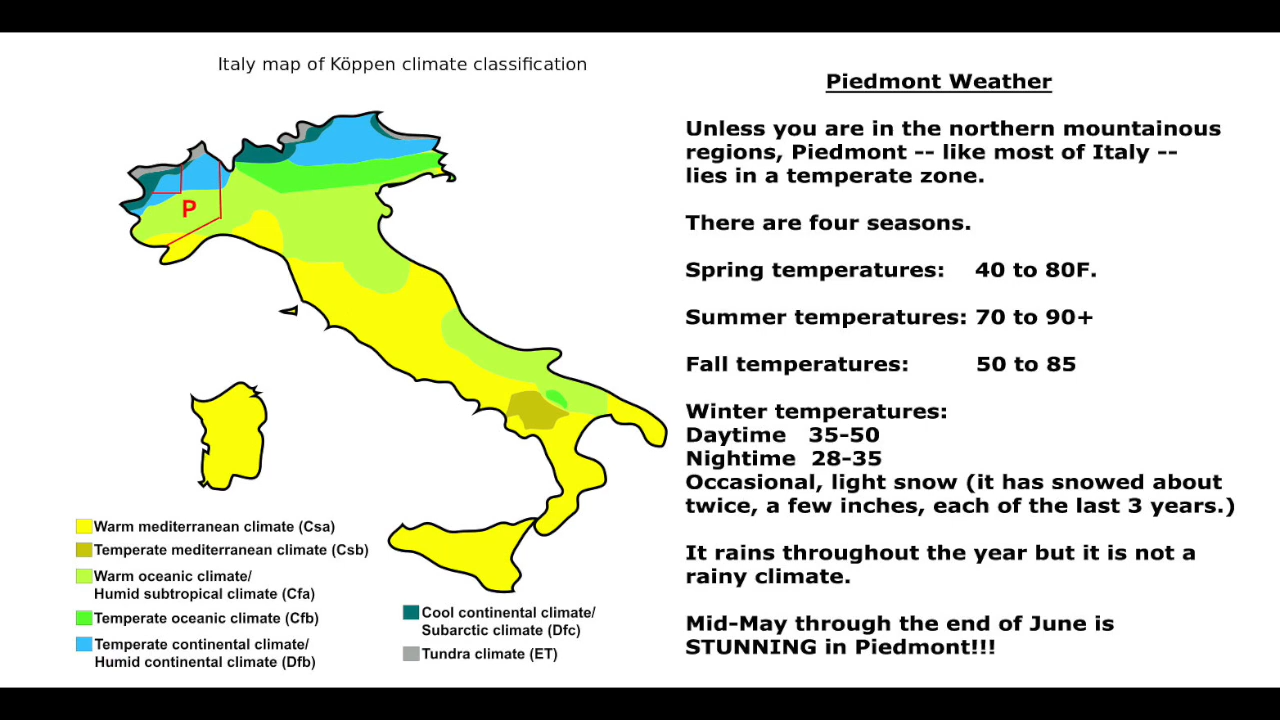 Italy map of Köppen climate classification
P
Warm mediterranean climate (Csa)
Temperate mediterranean climate (Csb)
Warm oceanic climate/
Humid subtropical climate (Cfa)
Temperate oceanic climate (Cfb)
Temperate continental climate/
Humid continental climate (Dfb)
Cool continental climate/
Subarctic climate (Dfc)
Tundra climate (ET)
Piedmont Weather
Unless you are in the northern mountainous
regions, Piedmont -- like most of Italy --
lies in a temperate zone.
There are four seasons.
Spring temperatures: 40 to 80F.
Summer temperatures: 70 to 90+
Fall temperatures: 50 to 85
Winter temperatures:
Daytime 35-50
Nightime 28-35
Occasional, light snow (it has snowed about
twice, a few inches, each of the last 3 years.)
It rains throughout the year but it is not a
rainy climate.
Mid-May through the end of June is
STUNNING in Piedmont!!!